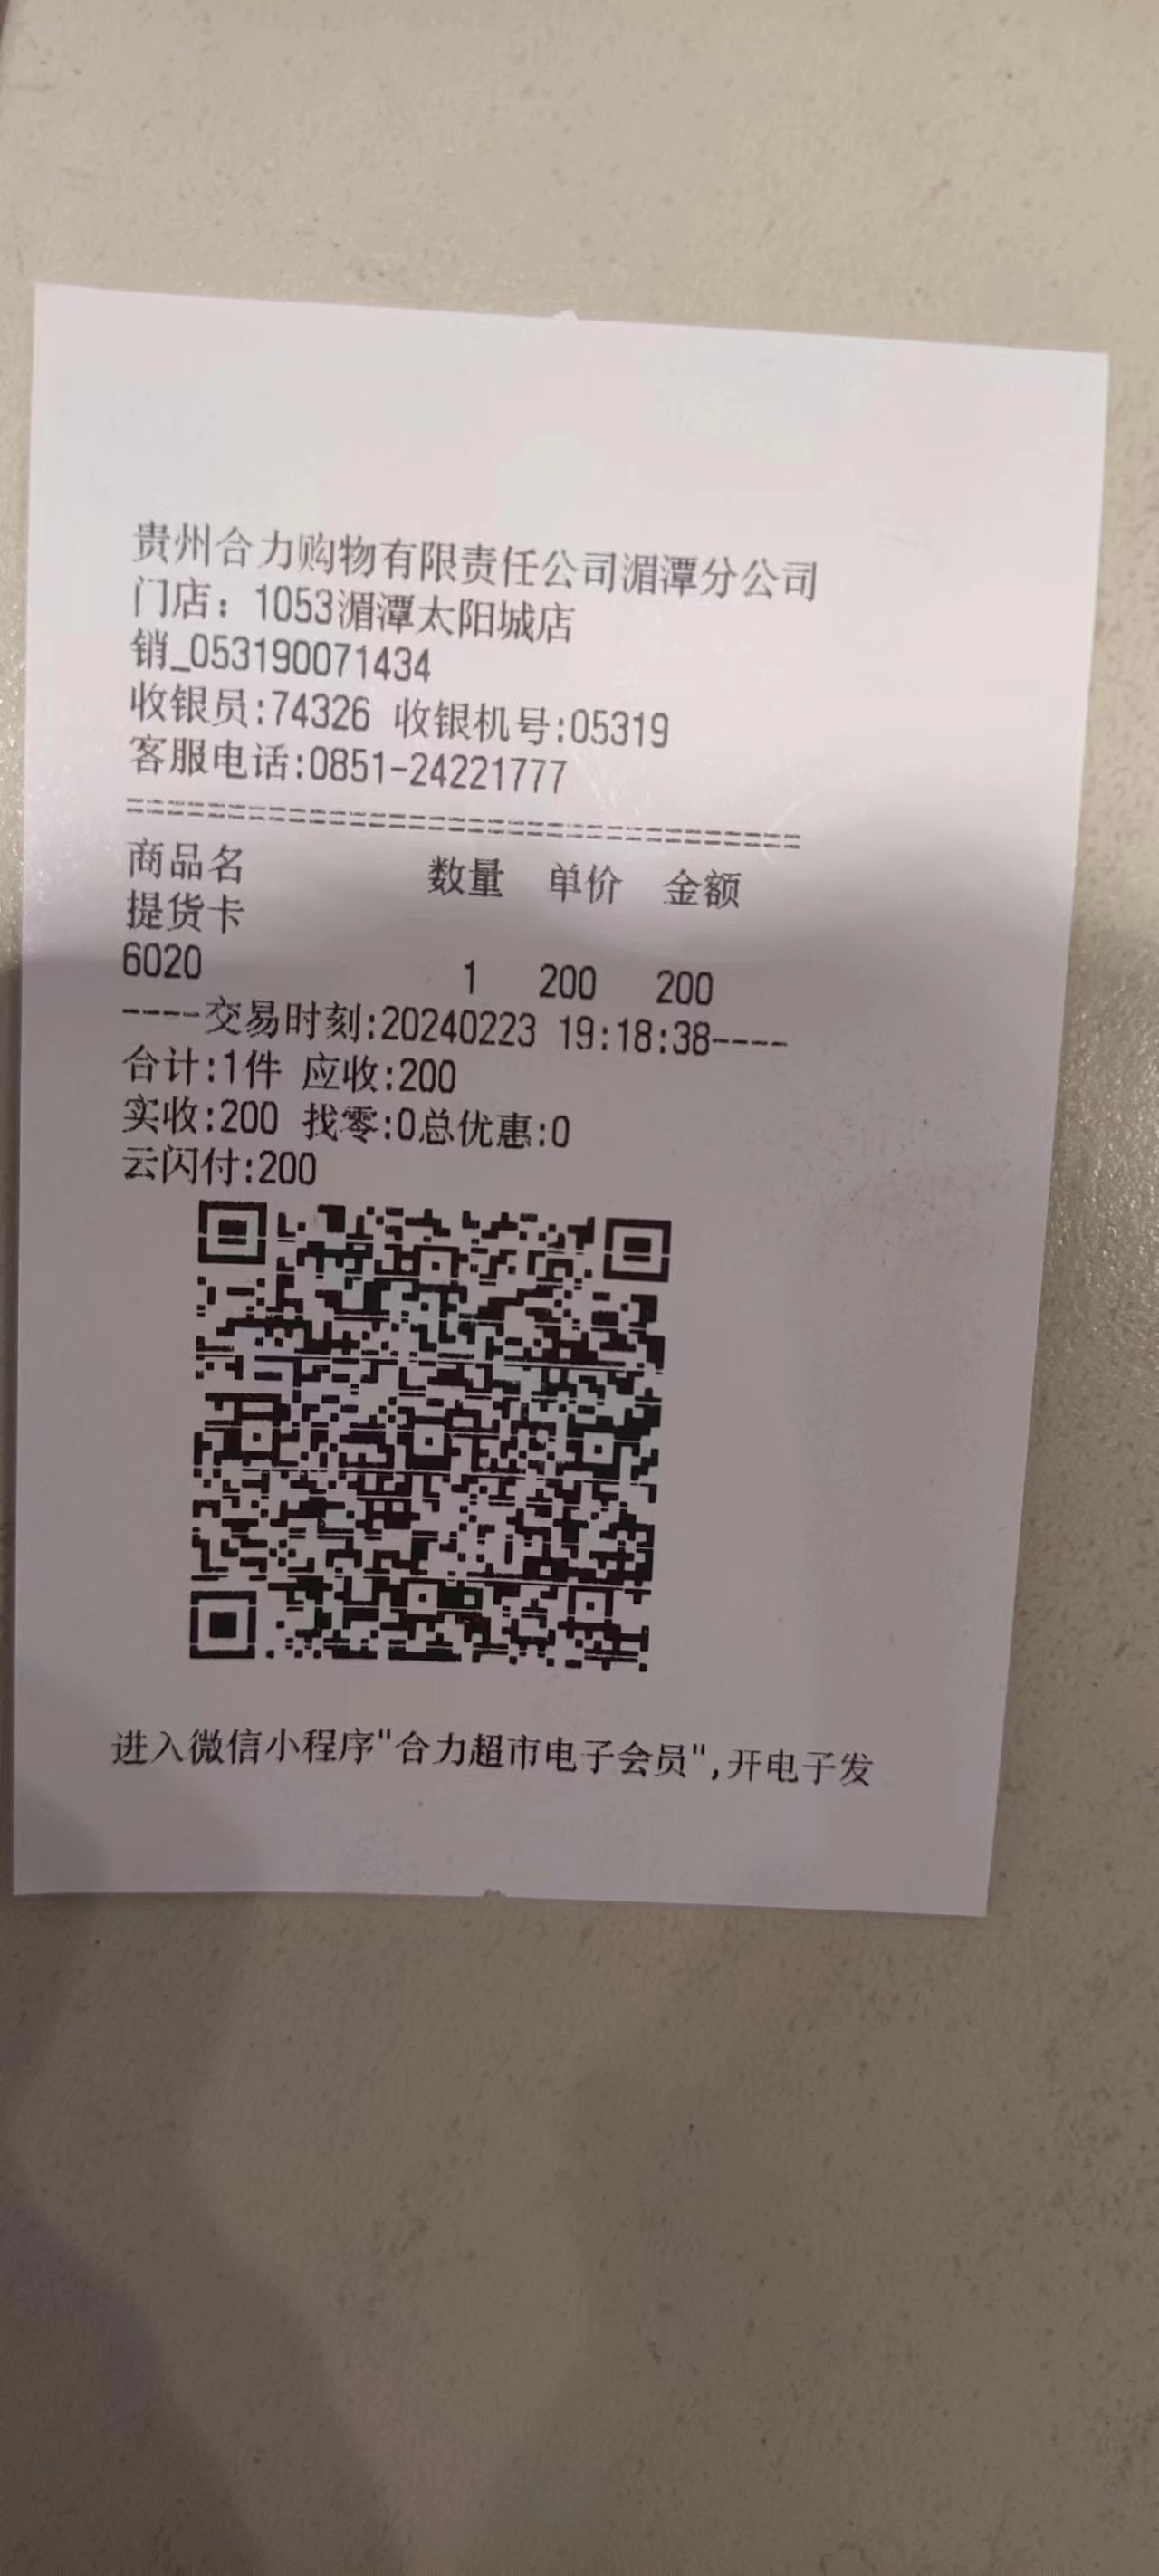 贵州合力购物有限责任公司湄潭分公司
门店：1053湄潭太阳城店
销_053190071434
收银员:74326 收银机号:05319
客服电话:0851-24221777
================================
商品名 数量 单价 金额
提货卡
6020 1 200 200
----交易时刻:20240223 19:18:38----
合计:1件 应收:200
实收:200 找零:0总优惠:0
云闪付:200
进入微信小程序"合力超市电子会员",开电子发